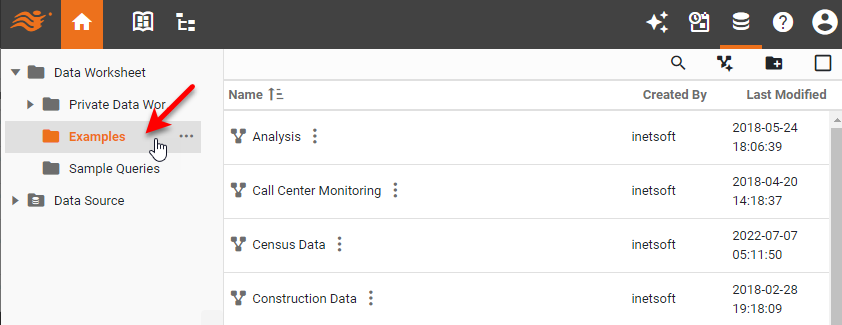 Data Worksheet
Private Data Wor
Examples
Sample Queries
Data Source
Name Created By Last Modified
Analysis inetsoft 2018-05-24
18:06:39
Call Center Monitoring inetsoft 2018-04-20
14:18:37
Census Data inetsoft 2022-07-07
05:11:50
Construction Data inetsoft 2018-02-28
19:18:09